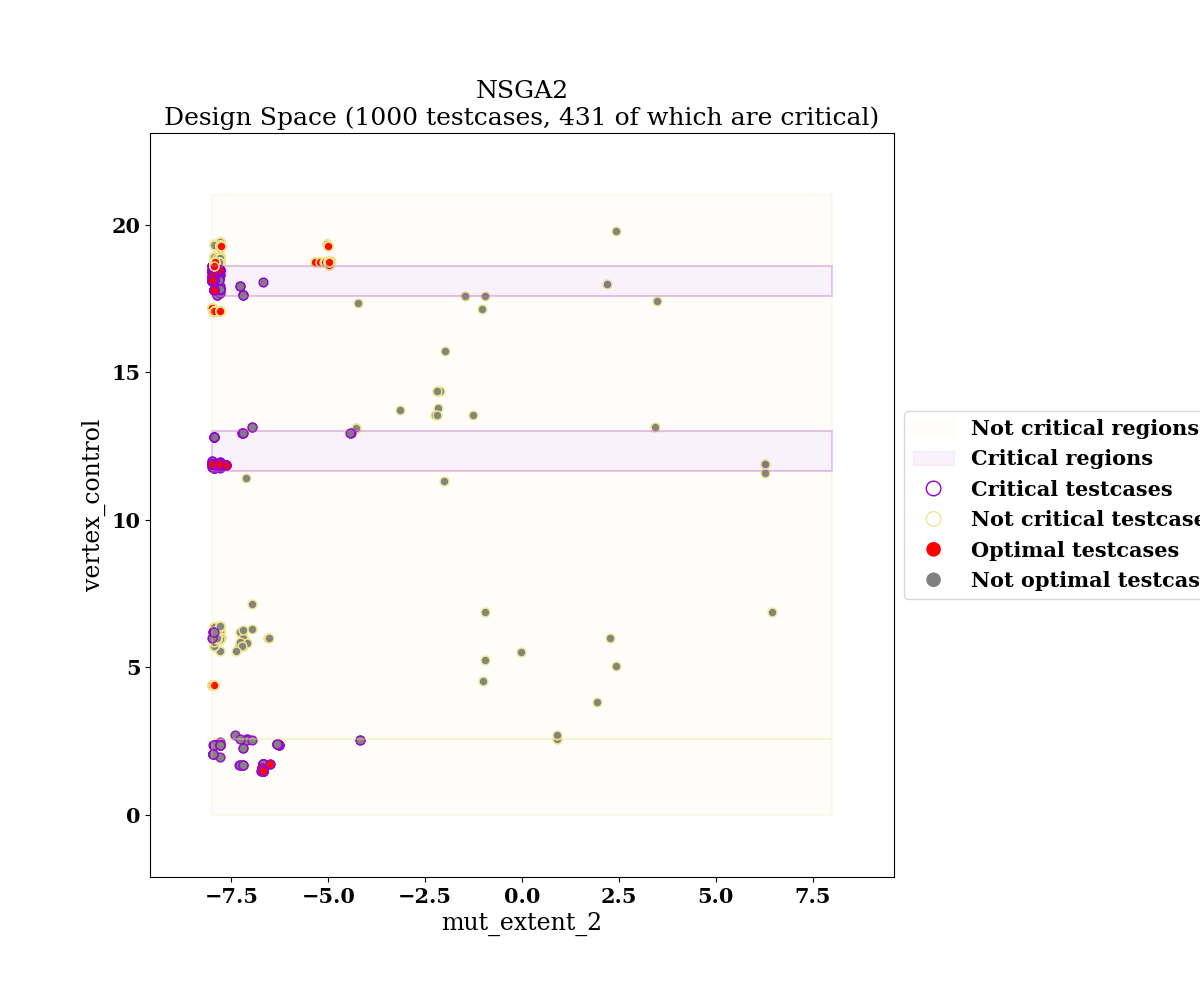 NSGA2
Design Space (1000 testcases, 431 of which are critical)
20
15
10
5
0
vertex_control
−7.5 −5.0 −2.5 0.0 2.5 5.0 7.5
mut_extent_2
Not critical regions
Critical regions
Critical testcases
Not critical testcase
Optimal testcases
Not optimal testcas